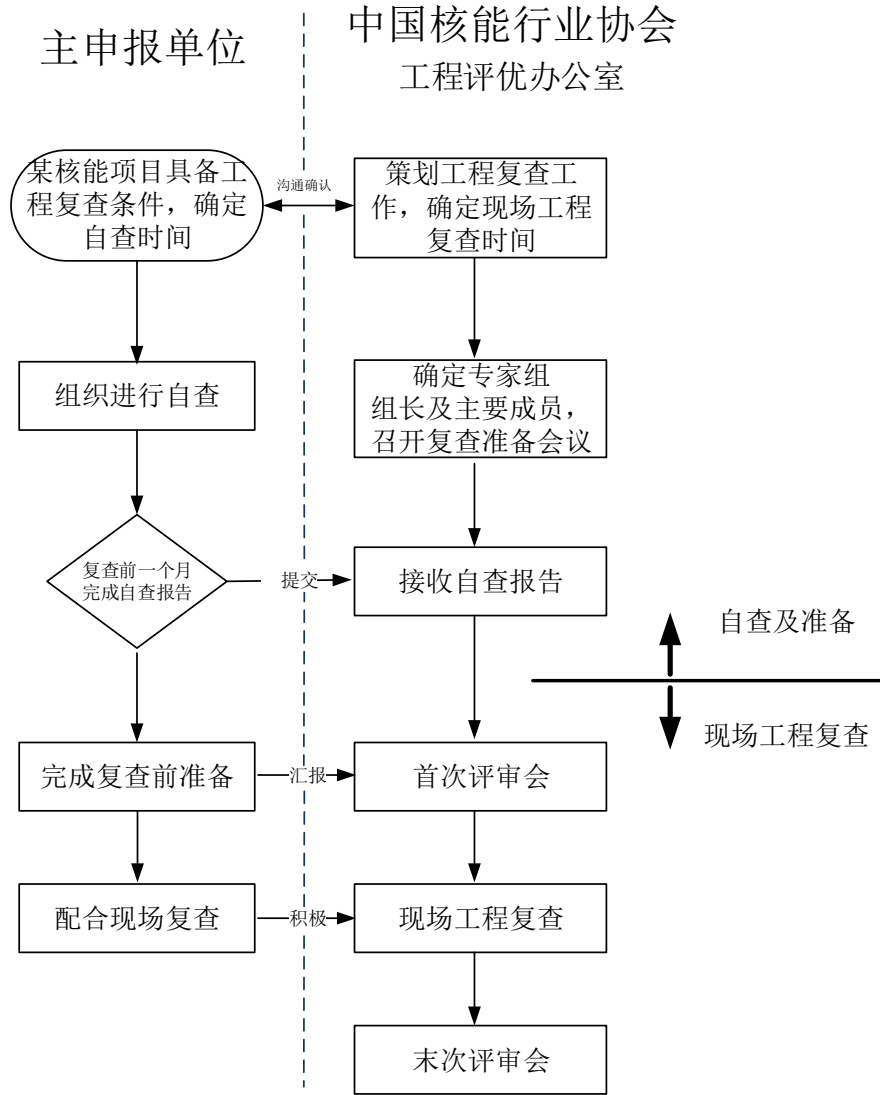 主申报单位
中国核能行业协会
工程评优办公室
某核能项目具备工
程复查条件，确定
自查时间
沟通确认
策划工程复查工
作，确定现场工程
复查时间
组织进行自查
确定专家组
组长及主要成员，
召开复查准备会议
复查前一个月
完成自查报告
提交
接收自查报告
自查及准备
现场工程复查
完成复查前准备
汇报
首次评审会
配合现场复查
积极
现场工程复查
末次评审会